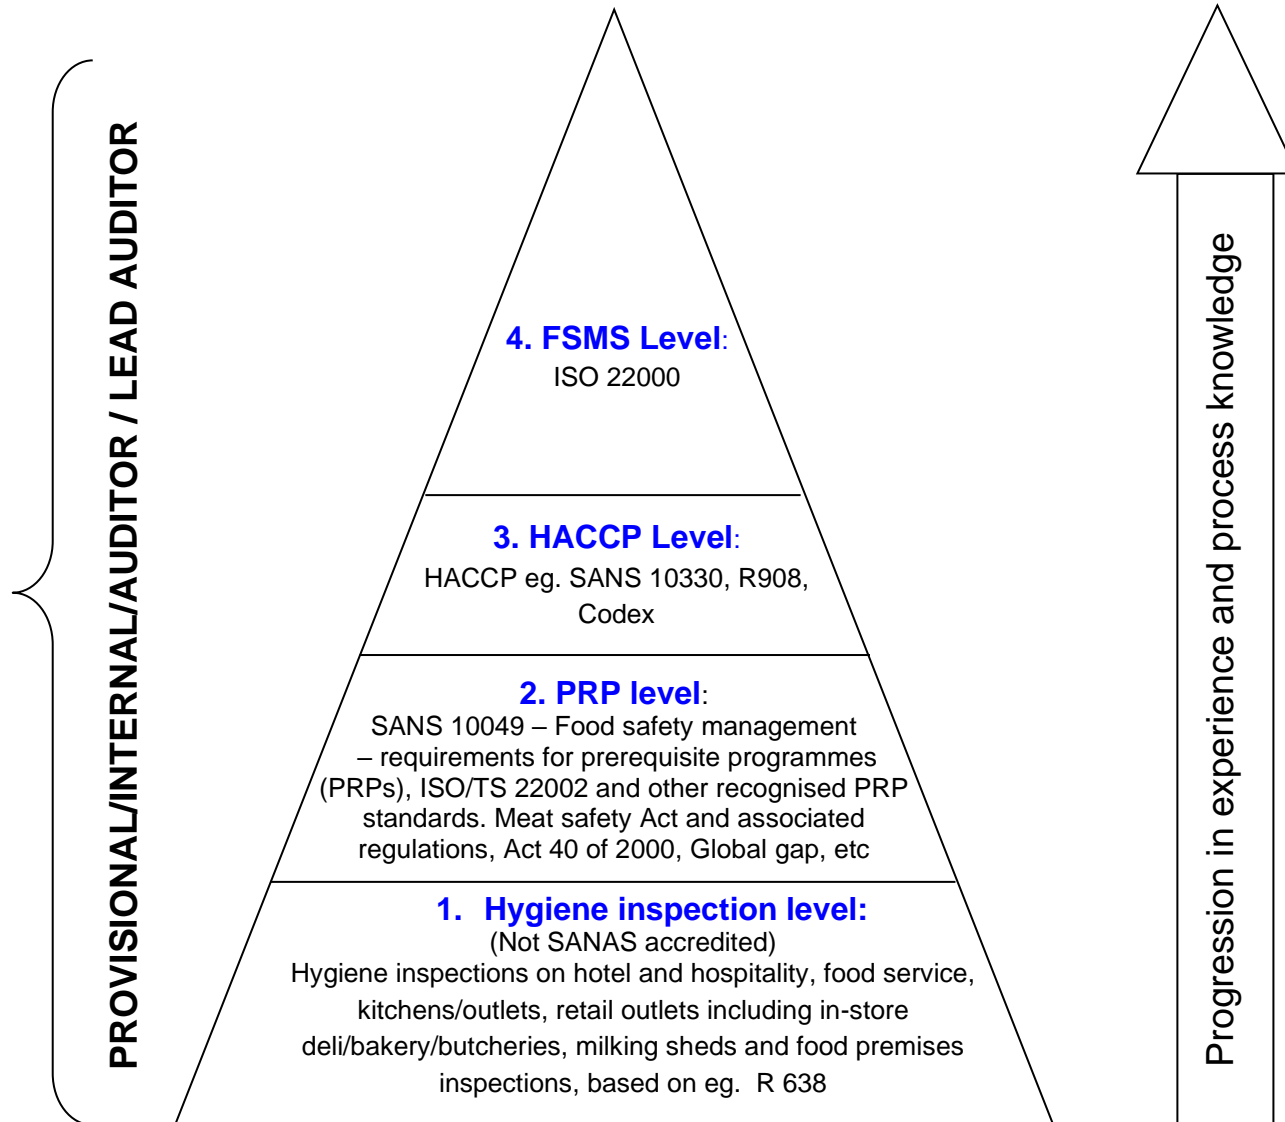 PROVISIONAL/INTERNAL/AUDITOR / LEAD AUDITOR
4. FSMS Level:
ISO 22000
3. HACCP Level:
HACCP eg. SANS 10330, R908,
Codex
2. PRP level:
SANS 10049 – Food safety management
– requirements for prerequisite programmes
(PRPs), ISO/TS 22002 and other recognised PRP
standards. Meat safety Act and associated
regulations, Act 40 of 2000, Global gap, etc
1. Hygiene inspection level:
(Not SANAS accredited)
Hygiene inspections on hotel and hospitality, food service,
kitchens/outlets, retail outlets including in-store
deli/bakery/butcheries, milking sheds and food premises
inspections, based on eg. R 638
Progression in experience and process knowledge